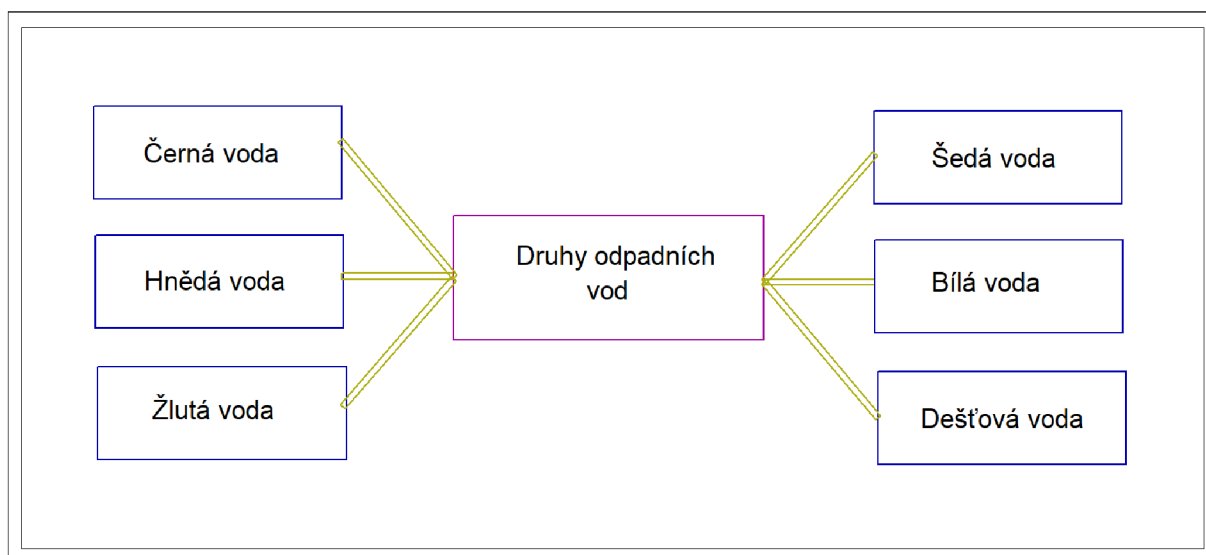 Černá voda
Hnědá voda
Žlutá voda
Druhy odpadních
vod
Šedá voda
Bílá voda
Dešťová voda